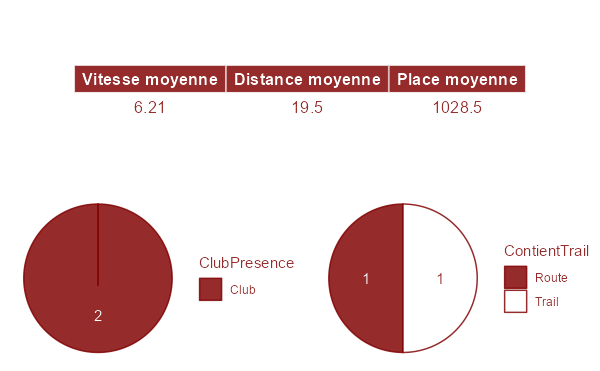 Vitesse moyenne Distance moyenne Place moyenne
6.21 19.5 1028.5
ClubPresence
Club
2
ContientTrail
Route
Trail
1 1